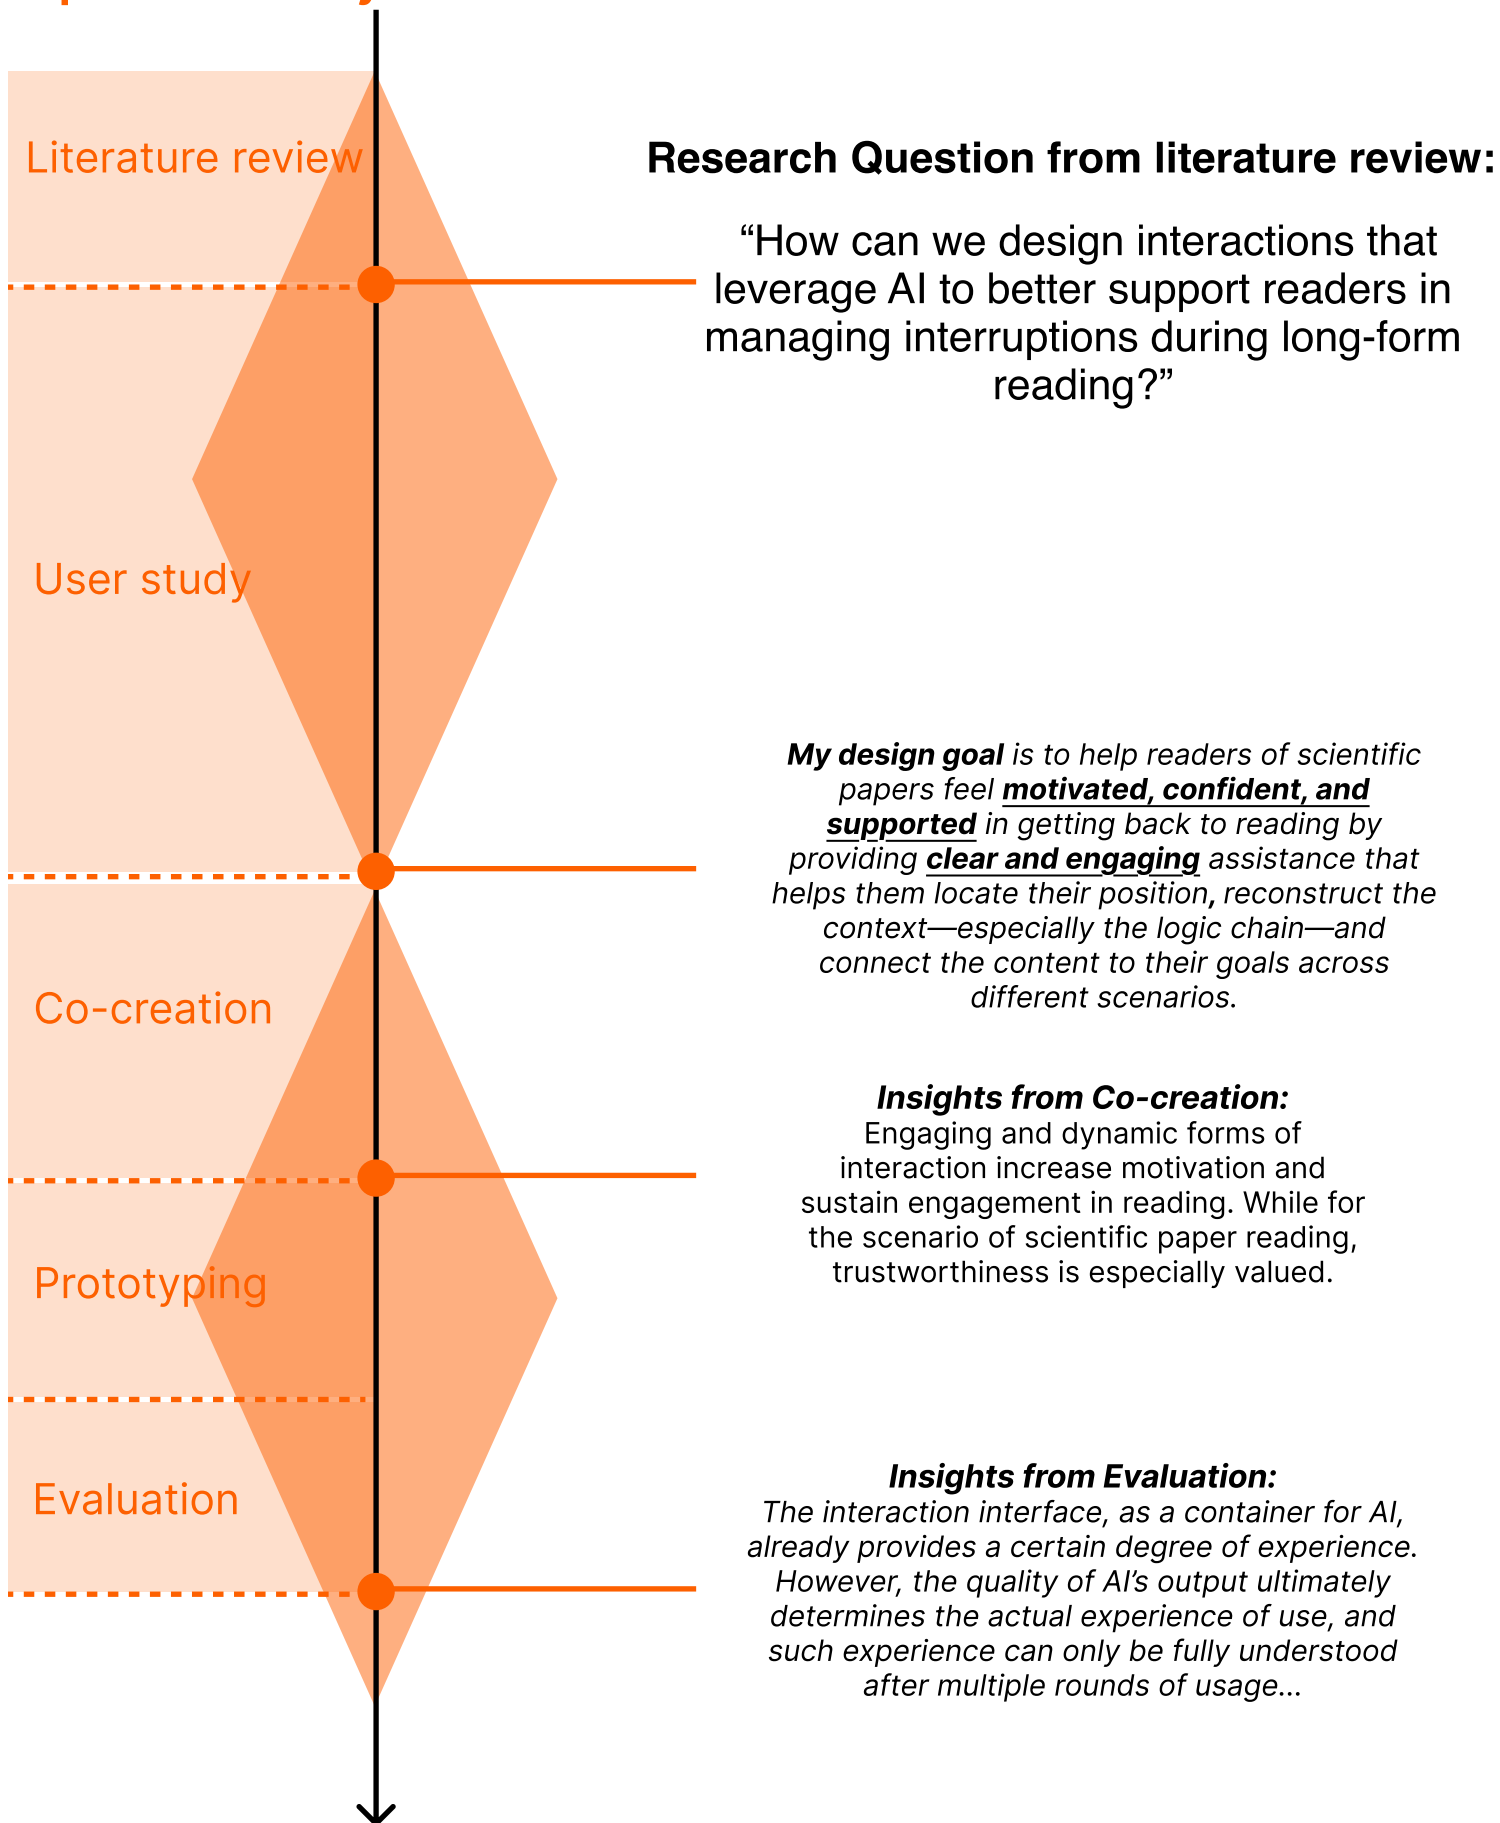 Literature review
Research Question from literature review:
“How can we design interactions that
leverage AI to better support readers in
managing interruptions during long-form
reading?”
User study
My design goal is to help readers of scientific
papers feel motivated, confident, and
supported in getting back to reading by
providing clear and engaging assistance that
helps them locate their position, reconstruct the
context—especially the logic chain—and
connect the content to their goals across
different scenarios.
Co-creation
Insights from Co-creation:
Engaging and dynamic forms of
interaction increase motivation and
sustain engagement in reading. While for
the scenario of scientific paper reading,
trustworthiness is especially valued.
Prototyping
Evaluation
Insights from Evaluation:
The interaction interface, as a container for AI,
already provides a certain degree of experience.
However, the quality of AI’s output ultimately
determines the actual experience of use, and
such experience can only be fully understood
after multiple rounds of usage...